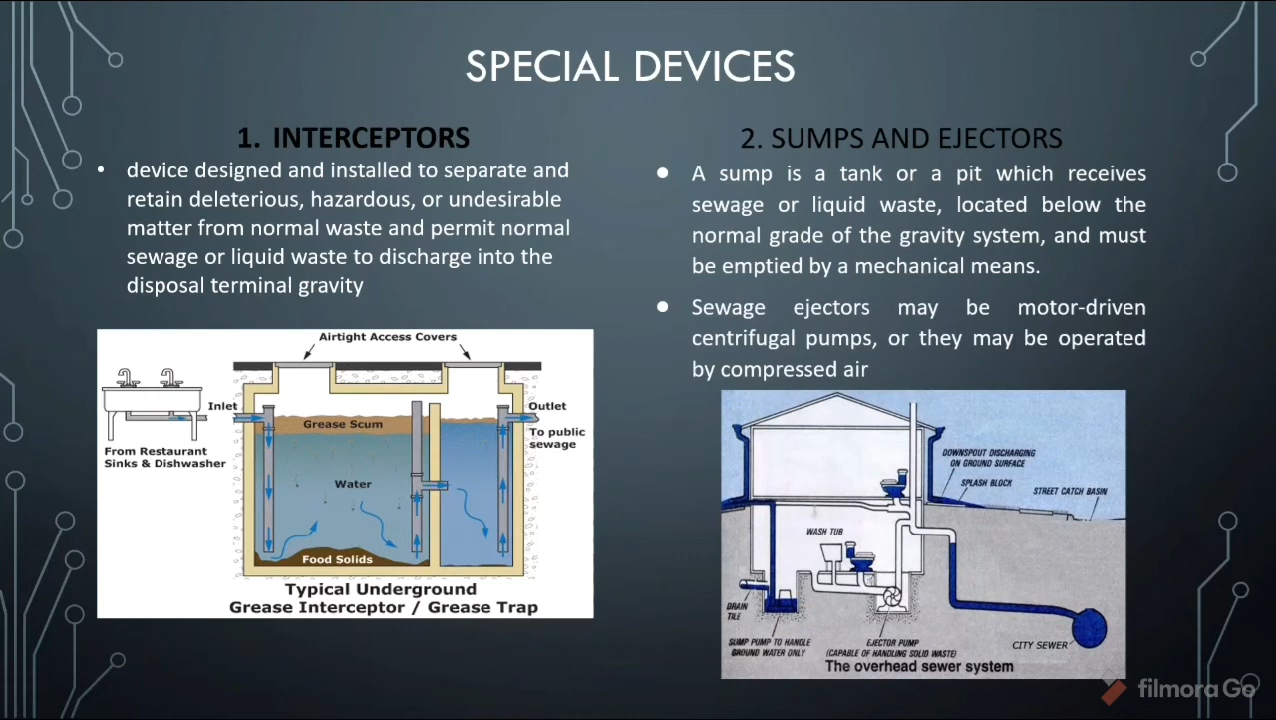 SPECIAL DEVICES
1. INTERCEPTORS
• device designed and installed to separate and
retain deleterious, hazardous, or undesirable
matter from normal waste and permit normal
sewage or liquid waste to discharge into the
disposal terminal gravity
Airtight Access Covers
Inlet
Outlet
Grease Scum
To public
sewage
From Restaurant
Sinks & Dishwasher
Water
Food Solids
Typical Underground
Grease Interceptor / Grease Trap
2. SUMPS AND EJECTORS
● A sump is a tank or a pit which receives
sewage or liquid waste, located below the
normal grade of the gravity system, and must
be emptied by a mechanical means.
● Sewage ejectors may be motor-driven
centrifugal pumps, or they may be operated
by compressed air
DOWNSPOUT DISCHARGING
ON GROUND SURFACE
SPLASH BLOCK
STREET CATCH BASIN
WASH TUB
DRAIN
TILE
SUMP PUMP TO HANDLE
GROUND WATER ONLY
EJECTOR PUMP
(CAPABLE OF HANDLING SOLID WASTE)
CITY SEWER
The overhead sewer system
filmoraGo